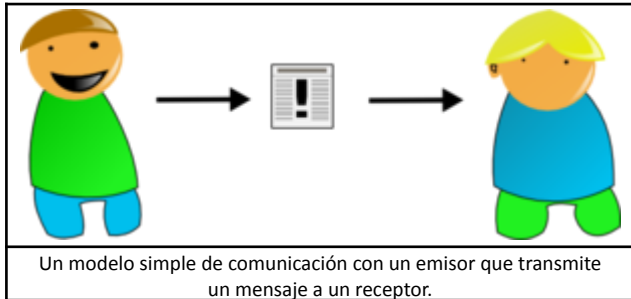 !
Un modelo simple de comunicación con un emisor que transmite
un mensaje a un receptor.